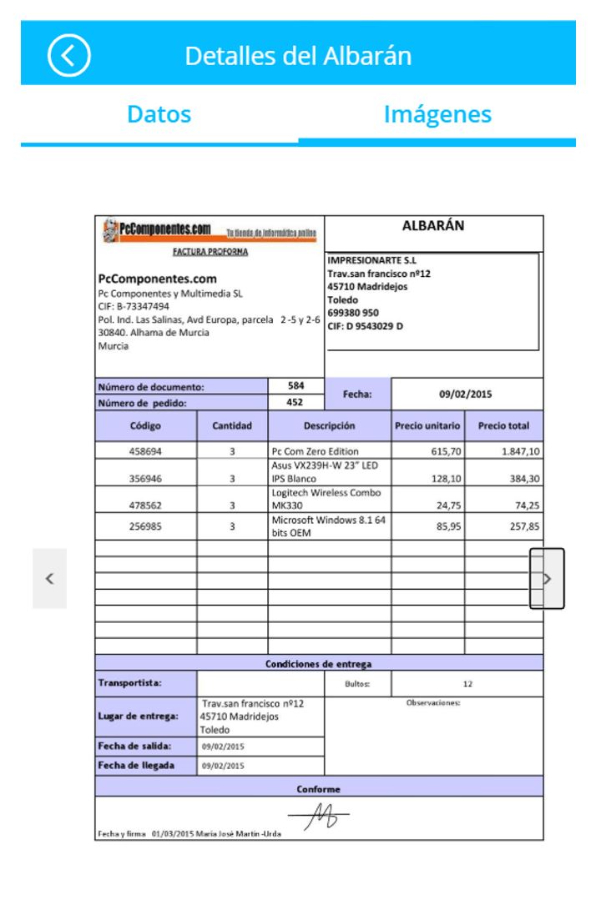 Detalles del Albarán
Datos Imágenes
PcComponentes.com Tu tienda de informática online
FACTURA PROFORMA
PcComponentes.com
Pc Componentes y Multimedia SL
CIF: B-73347494
Pol. Ind. Las Salinas, Avd Europa, parcela 2 -5 y 2-6
30840. Alhama de Murcia
Murcia
ALBARÁN
IMPRESIONARTE S.L
Trav.san francisco nº12
45710 Madridejos
Toledo
699380 950
CIF: D 9543029 D
Número de documento: 584
Número de pedido: 452
Fecha: 09/02/2015
Código Cantidad Descripción Precio unitario Precio total
458694 3 Pc Com Zero Edition 615,70 1.847,10
Asus VX239H-W 23" LED
356946 3 IPS Blanco 128,10 384,30
Logitech Wireless Combo
478562 3 MK330 24,75 74,25
256985 3 Microsoft Windows 8.1 64 85,95 257,85
bits OEM
Condiciones de entrega
Transportista: Bultos: 12
Lugar de entrega:
Trav.san francisco nº12
45710 Madridejos
Toledo
Observaciones:
Fecha de salida: 09/02/2015
Fecha de llegada 09/02/2015
Conforme
Fecha y firma 01/03/2015 María José Martín -Urda